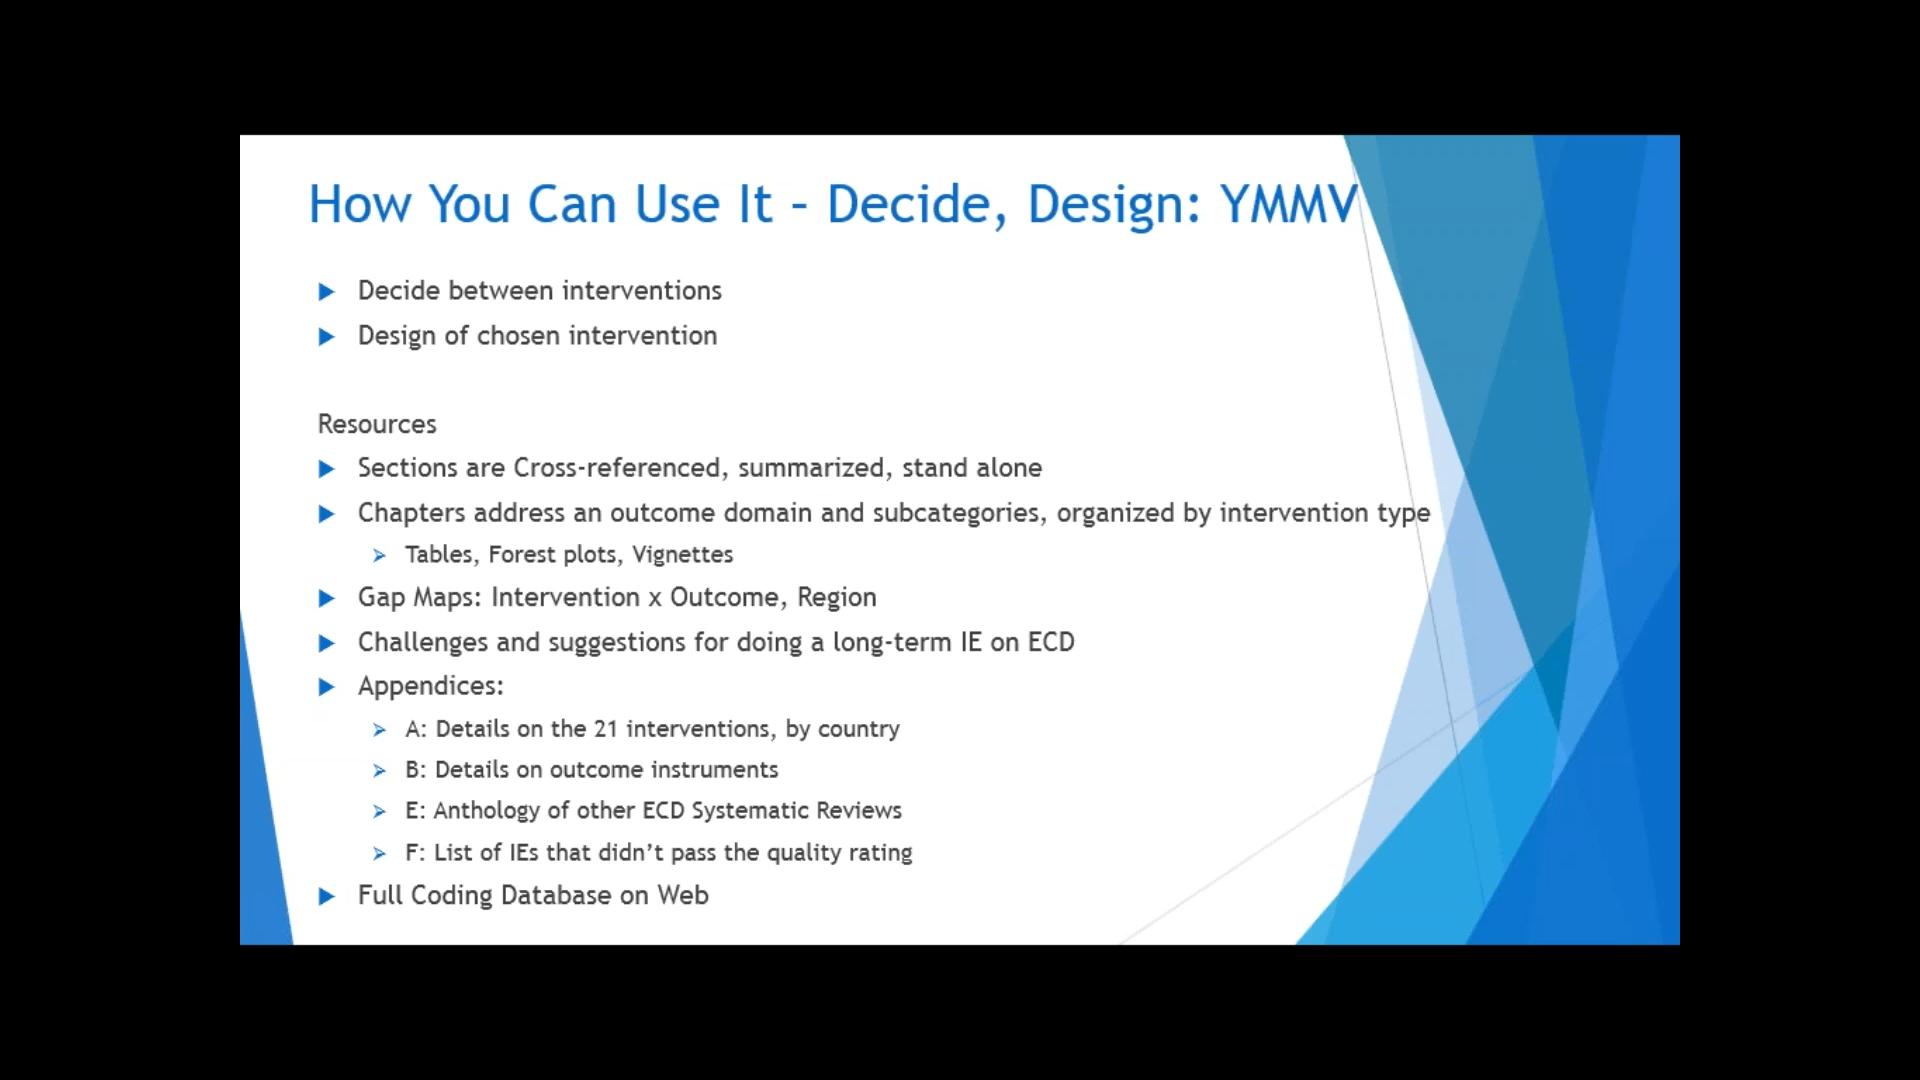 How You Can Use It – Decide, Design: YMMV
Decide between interventions
Design of chosen intervention
Resources
Sections are Cross-referenced, summarized, stand alone
Chapters address an outcome domain and subcategories, organized by intervention type
Tables, Forest plots, Vignettes
Gap Maps: Intervention x Outcome, Region
Challenges and suggestions for doing a long-term IE on ECD
Appendices:
A: Details on the 21 interventions, by country
B: Details on outcome instruments
E: Anthology of other ECD Systematic Reviews
F: List of IEs that didn’t pass the quality rating
Full Coding Database on Web